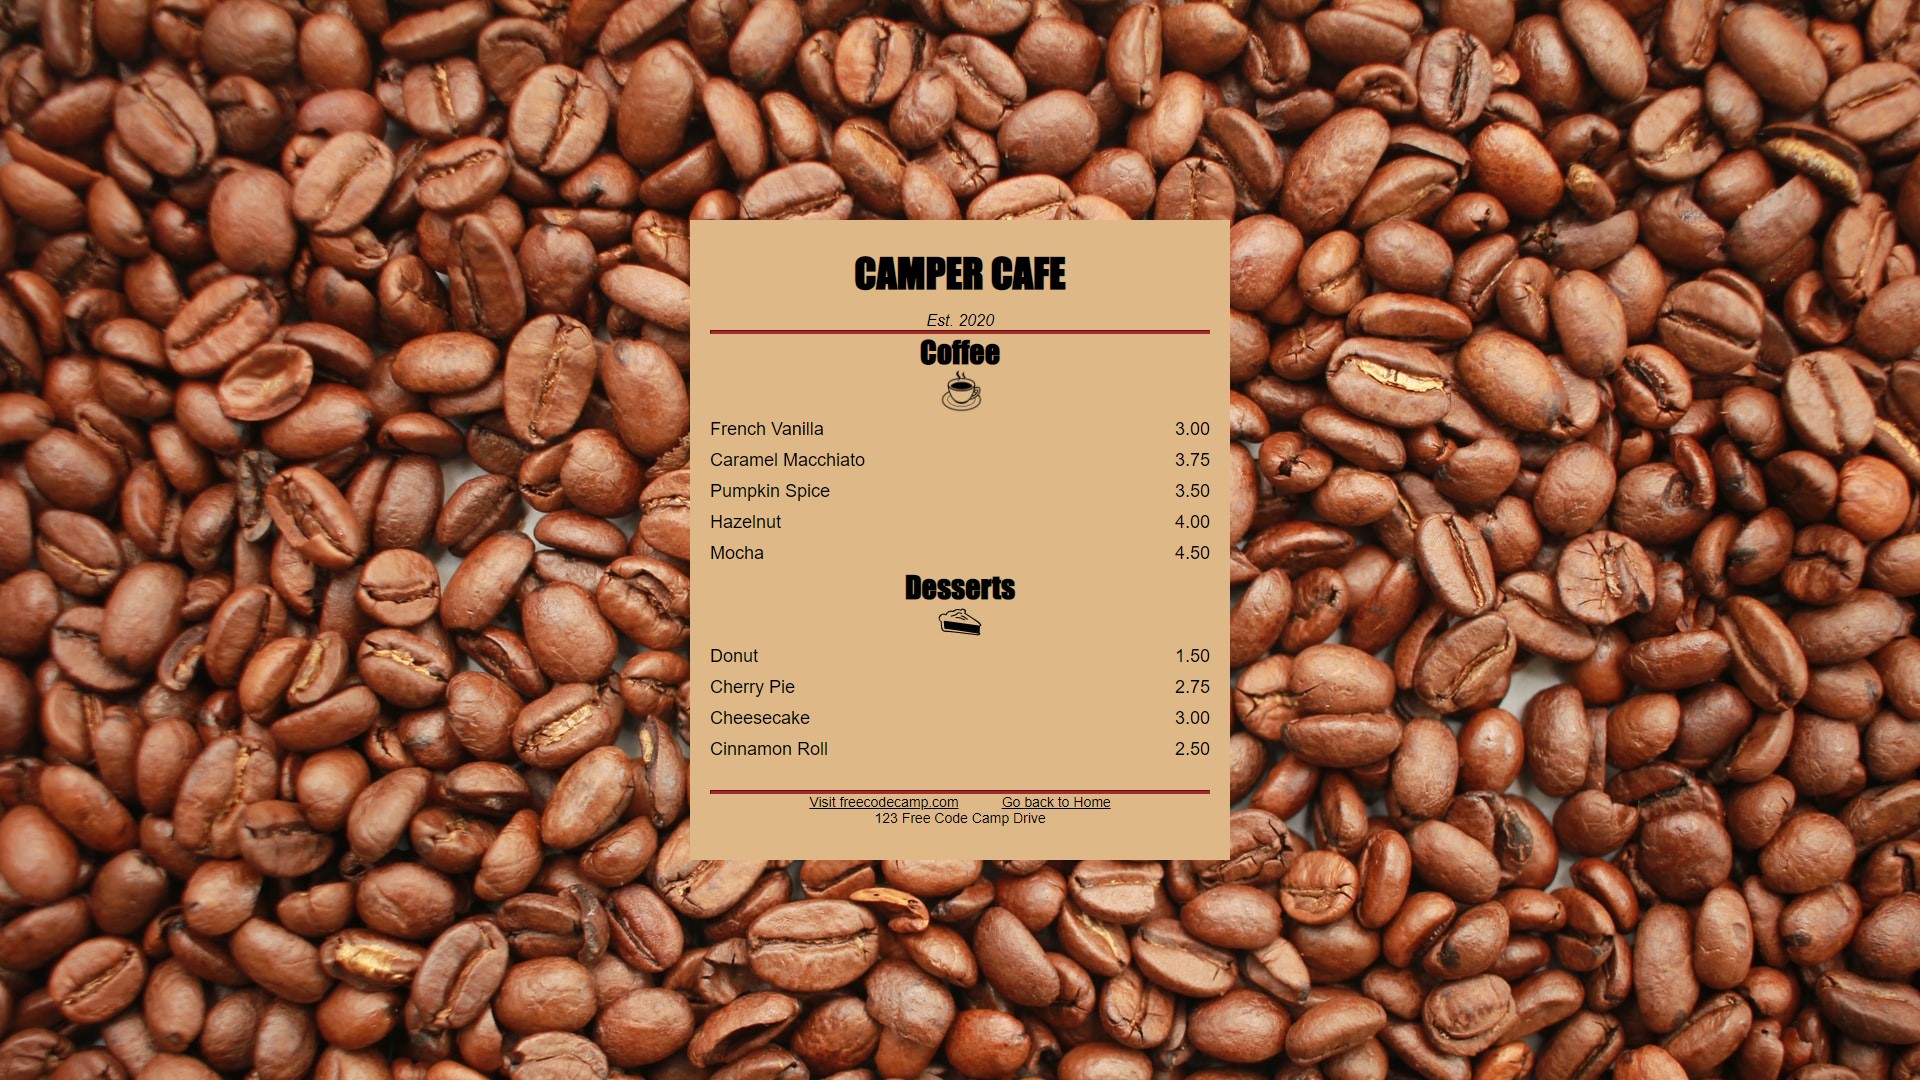 CAMPER CAFE
Est. 2020
Coffee
French Vanilla 3.00
Caramel Macchiato 3.75
Pumpkin Spice 3.50
Hazelnut 4.00
Mocha 4.50
Desserts
Donut 1.50
Cherry Pie 2.75
Cheesecake 3.00
Cinnamon Roll 2.50
Visit freecodecamp.com Go back to Home
123 Free Code Camp Drive